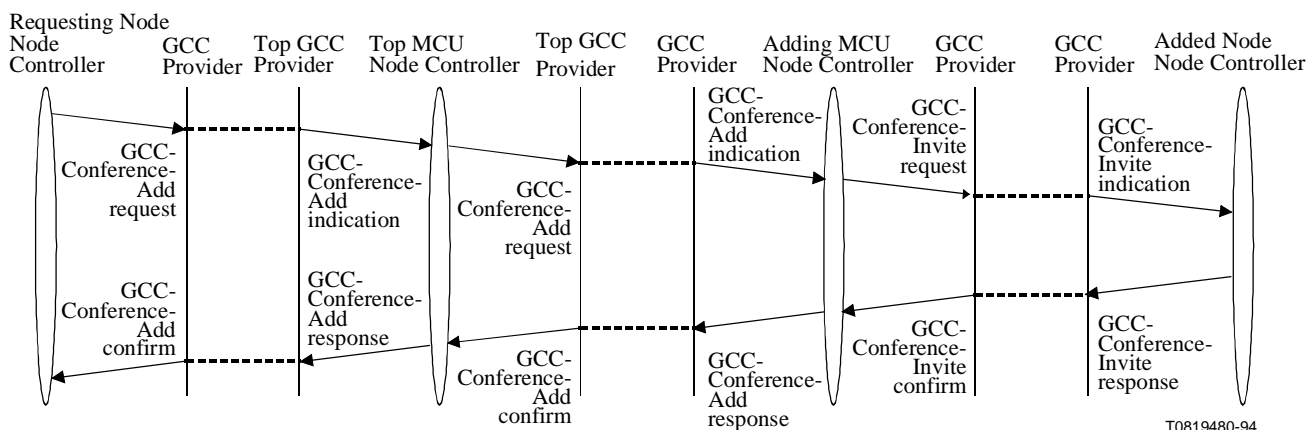 Requesting Node
Node
Controller
GCC
Provider
Top GCC
Provider
Top MCU
Node Controller
Top GCC
Provider
GCC
Provider
Adding MCU
Node Controller
GCC
Provider
GCC
Provider
Added Node
Node Controller
GCC-
Conference-
Add
request
GCC-
Conference-
Add
indication
GCC-
Conference-
Add
request
GCC-
Conference-
Add
indication
GCC-
Conference-
Invite
request
GCC-
Conference-
Invite
indication
GCC-
Conference-
Add
confirm
GCC-
Conference-
Add
response
GCC-
Conference-
Add
confirm
GCC-
Conference-
Add
response
GCC-
Conference-
Invite
confirm
GCC-
Conference-
Invite
response
T0819480-94